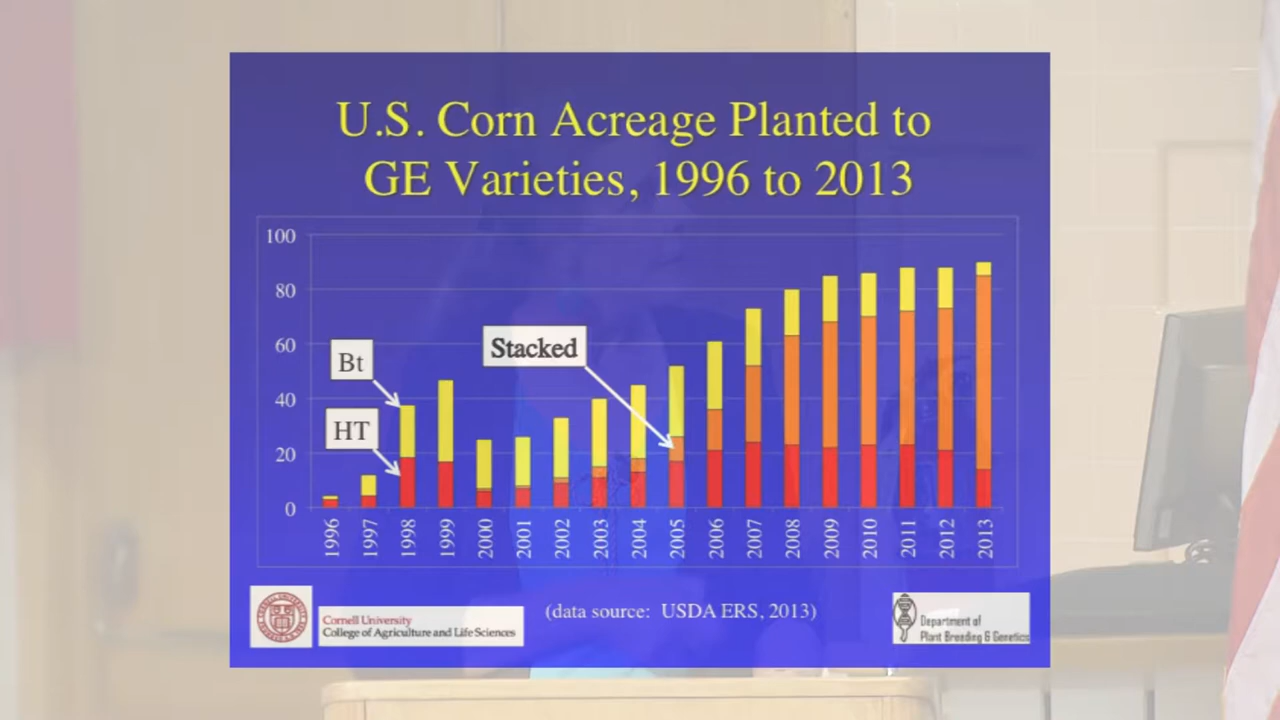 U.S. Corn Acreage Planted to
GE Varieties, 1996 to 2013
100
80
60
40
20
0
Bt
HT
Stacked
1996 1997 1998 1999 2000 2001 2002 2003 2004 2005 2006 2007 2008 2009 2010 2011 2012 2013
Cornell University
College of Agriculture and Life Sciences
(data source: USDA ERS, 2013)
Department of
Plant Breeding & Genetics